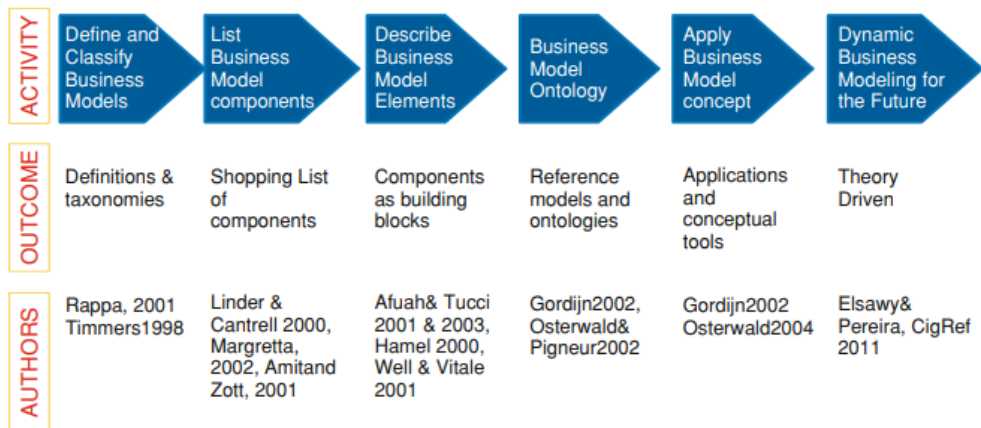 ACTIVITY
Define and
Classify
Business
Models
List
Business
Model
components
Describe
Business
Model
Elements
Business
Model
Ontology
Apply
Business
Model
concept
Dynamic
Business
Modeling for
the Future
OUTCOME
Definitions &
taxonomies
Shopping List
of
components
Components
as building
blocks
Reference
models and
ontologies
Applications
and
conceptual
tools
Theory
Driven
AUTHORS
Rappa, 2001
Timmers1998
Linder &
Cantrell 2000,
Margretta,
2002, Amitand
Zott, 2001
Afuah& Tucci
2001 & 2003,
Hamel 2000,
Well & Vitale
2001
Gordijn2002,
Osterwald&
Pigneur2002
Gordijn2002
Osterwald2004
Elsawy&
Pereira, CigRef
2011